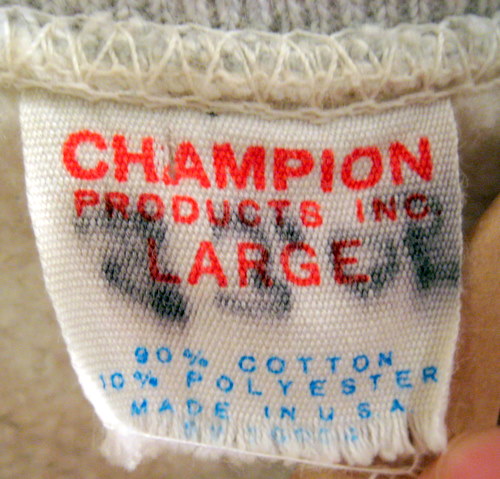 CHAMPION
PRODUCTS INC.
LARGE
90% COTTON
10% POLYESTER
MADE IN U.S.A.